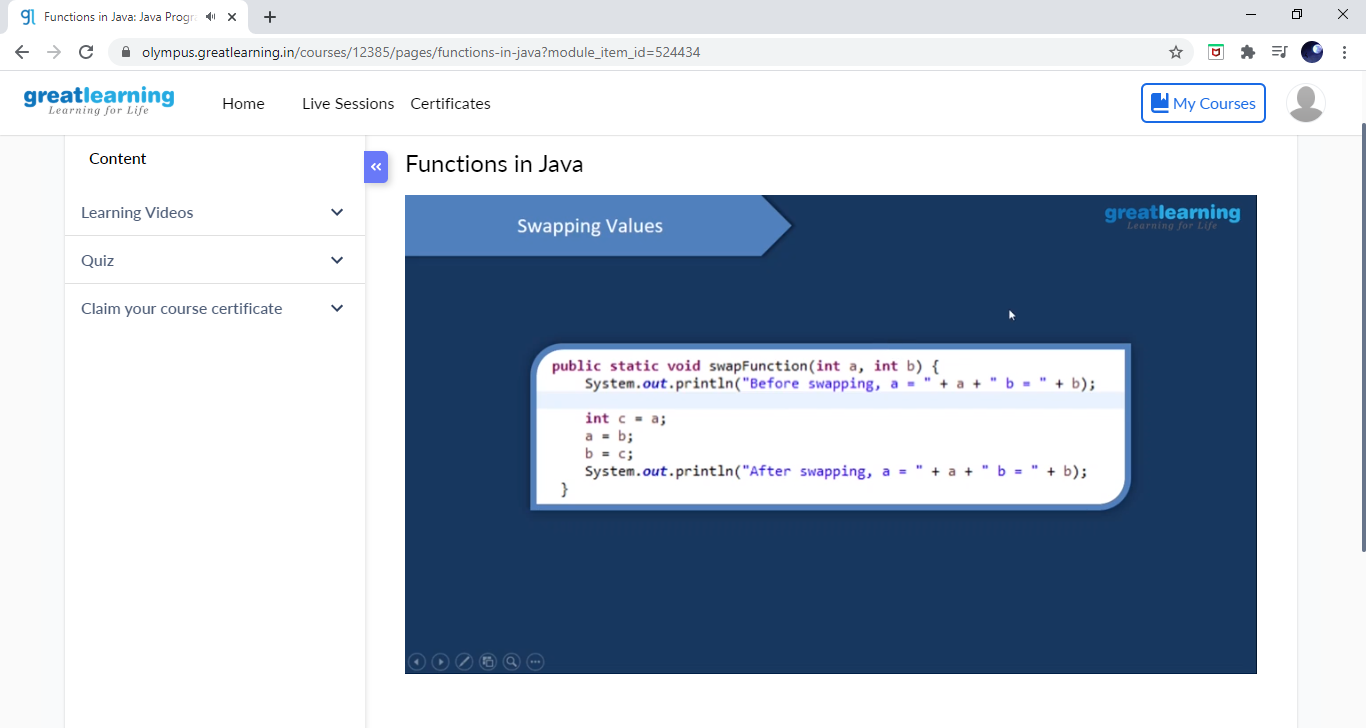 Functions in Java: Java Progr
olympus.greatlearning.in/courses/12385/pages/functions-in-java?module_item_id=524434
greatlearning
Learning for Life
Home
Live Sessions
Certificates
My Courses
Content
Learning Videos
Quiz
Claim your course certificate
Functions in Java
Swapping Values
greatlearning
Learning for Life
public static void swapFunction(int a, int b) {
System.out.println("Before swapping, a = " + a + " b = " + b);
int c = a;
a = b;
b = c;
System.out.println("After swapping, a = " + a + " b = " + b);
}